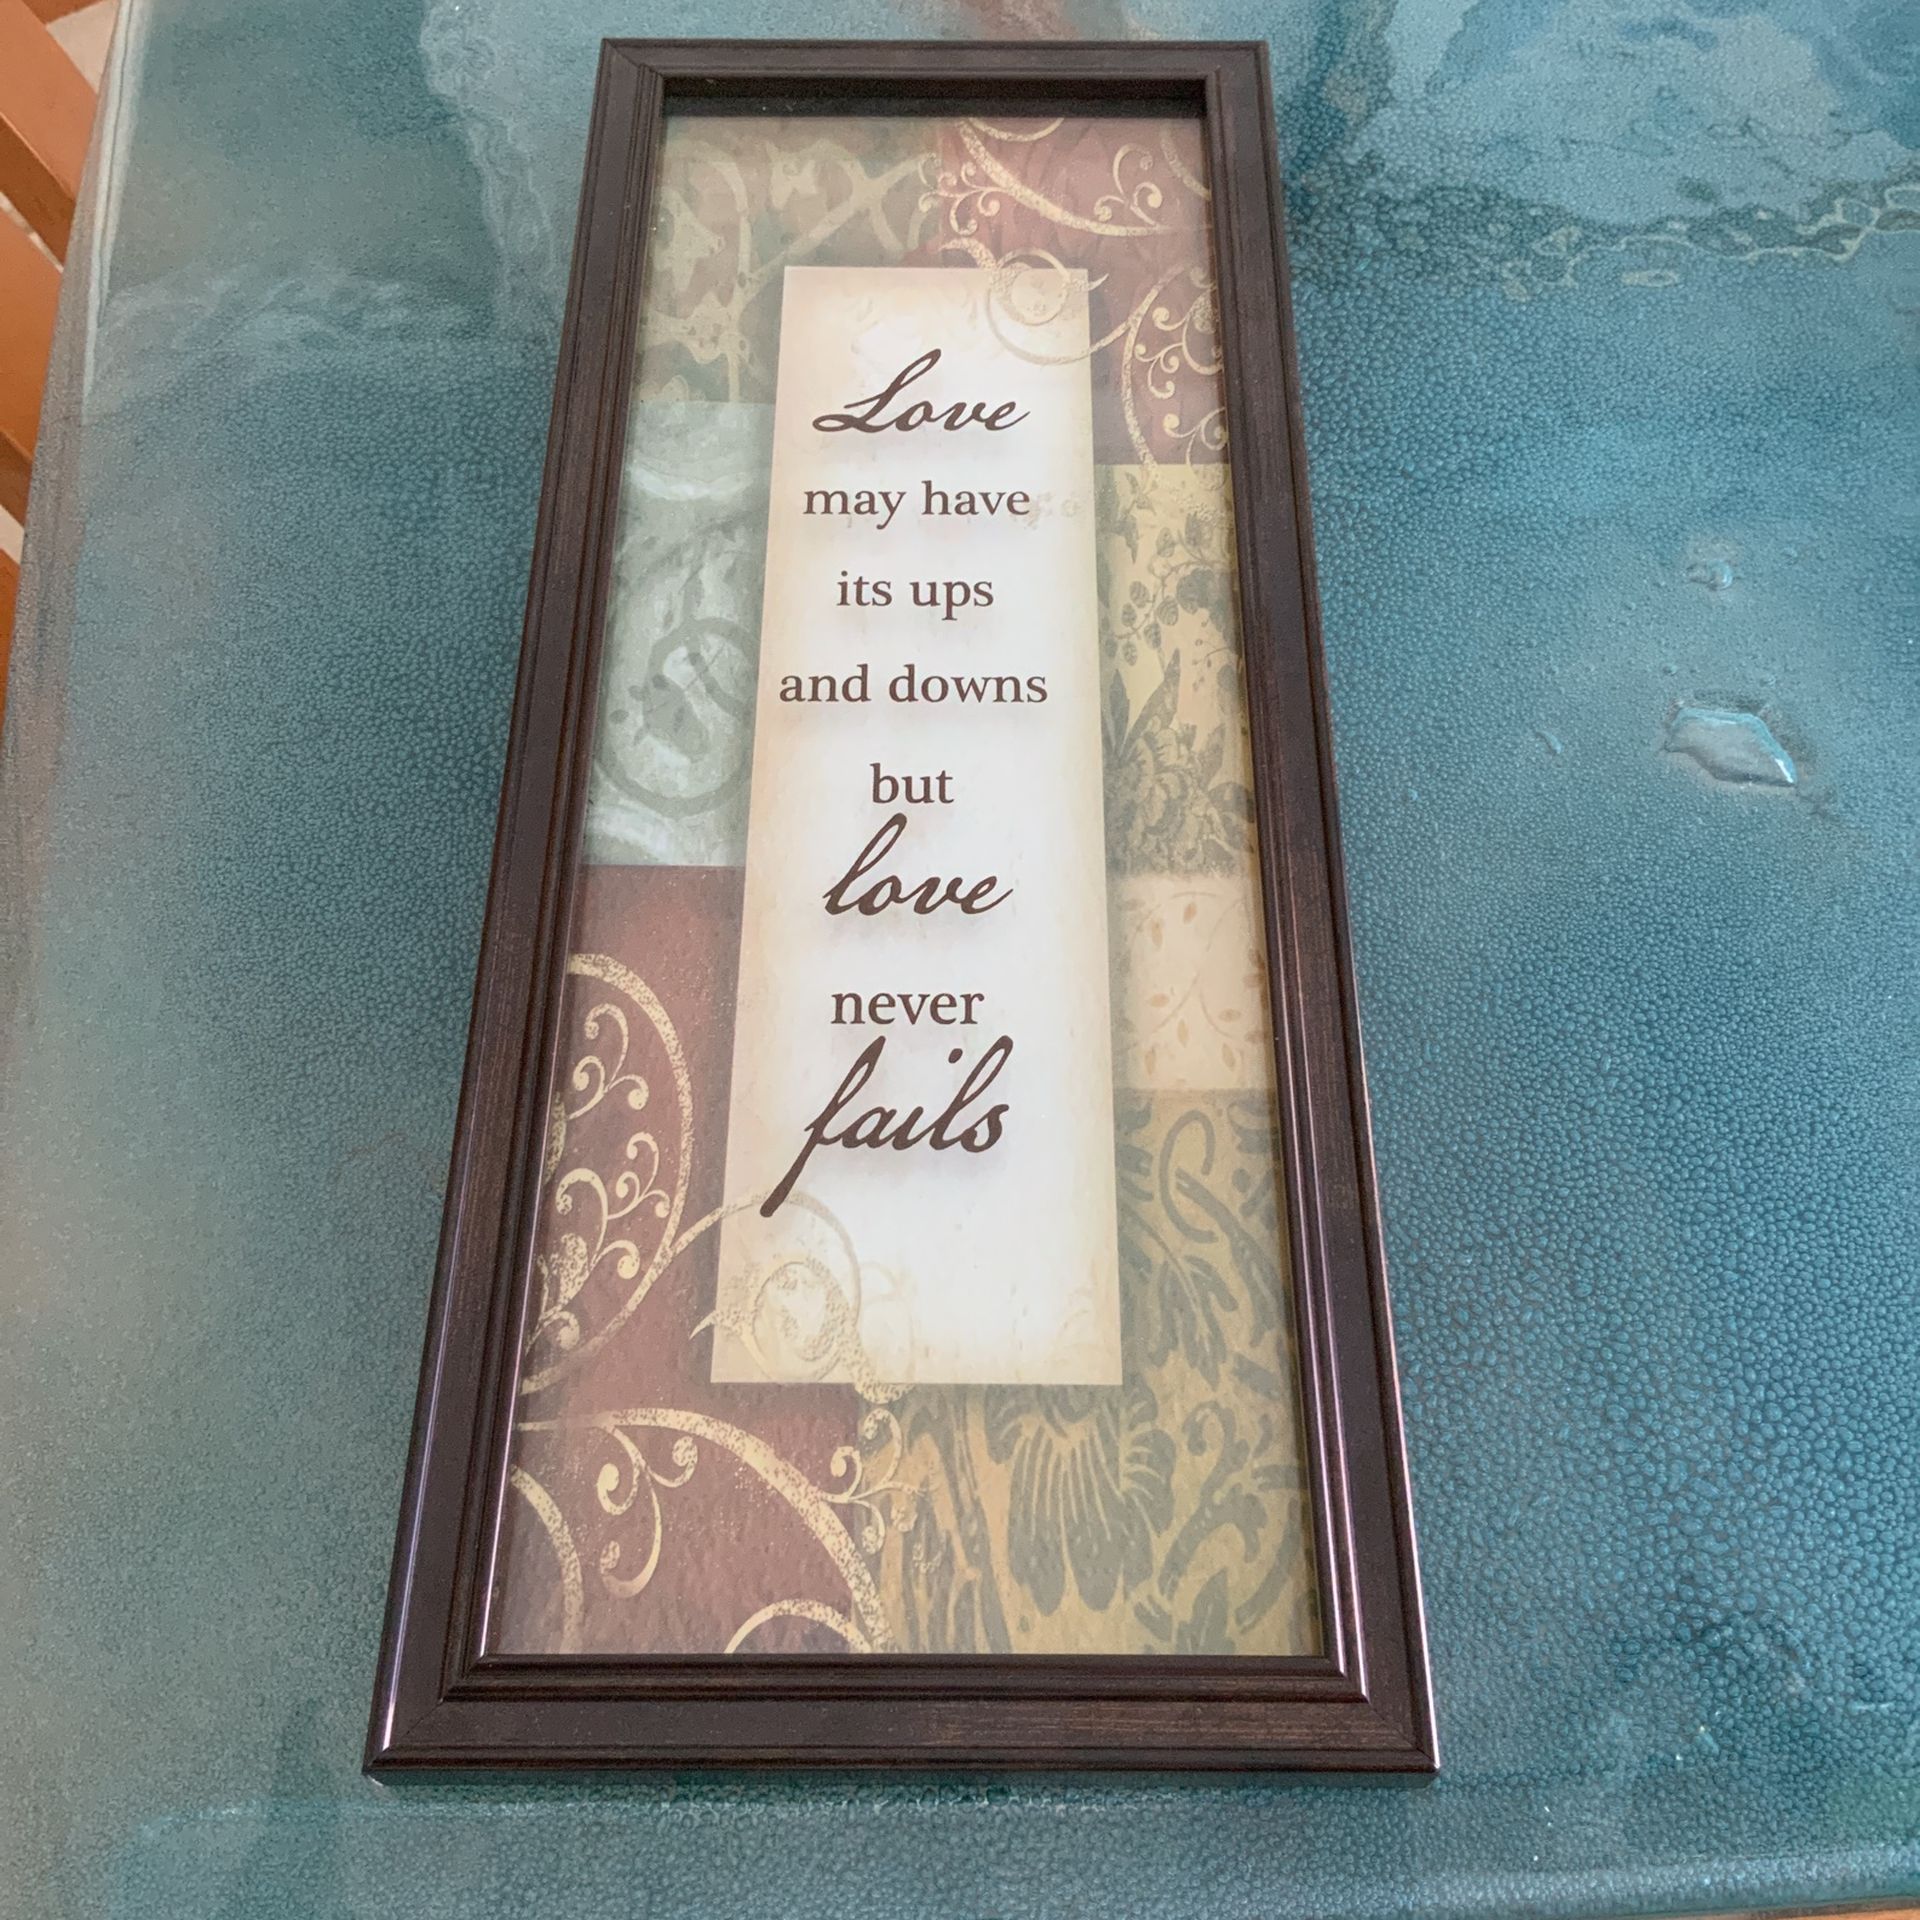 Love
may have
its ups
and downs
but
love
never
fails